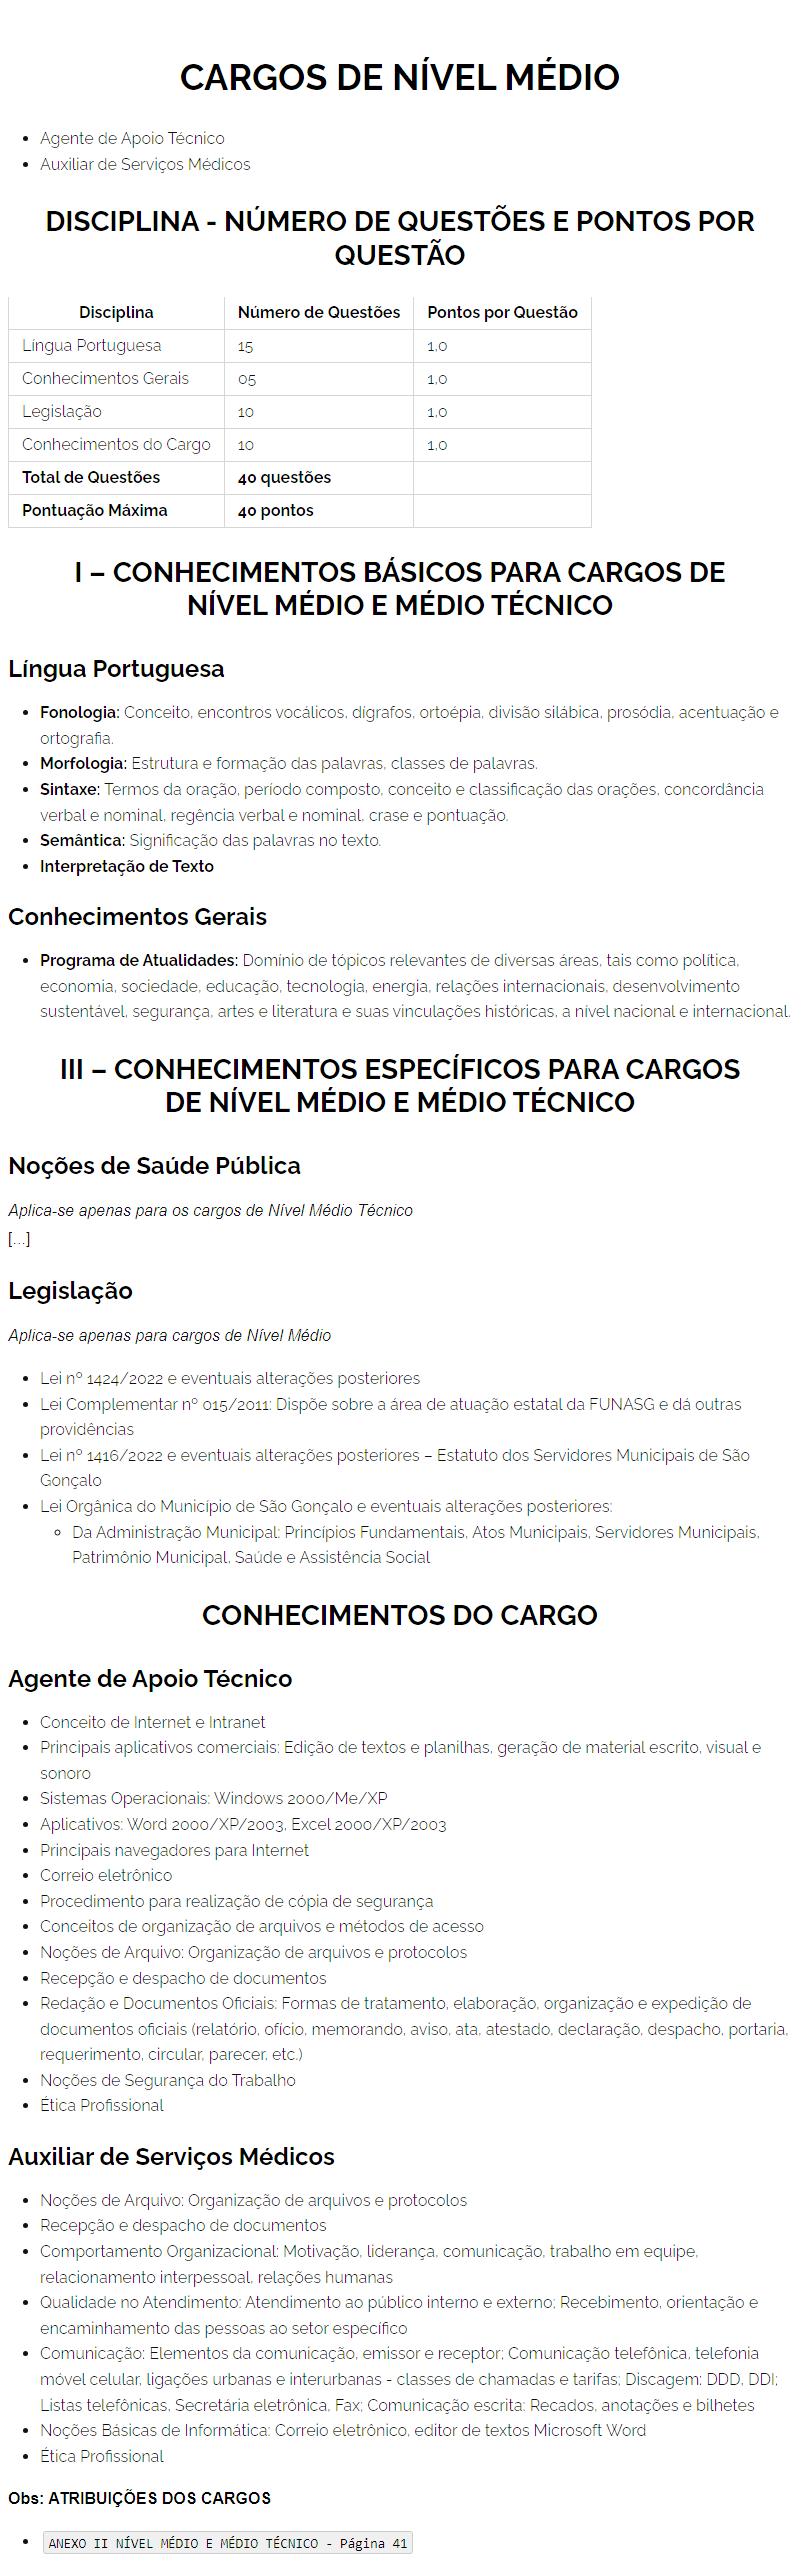 CARGOS DE NÍVEL MÉDIO
Agente de Apoio Técnico
Auxiliar de Serviços Médicos
DISCIPLINA - NÚMERO DE QUESTÕES E PONTOS POR
QUESTÃO
Disciplina Número de Questões Pontos por Questão
Língua Portuguesa 15 1,0
Conhecimentos Gerais 05 1,0
Legislação 10 1,0
Conhecimentos do Cargo 10 1,0
Total de Questões 40 questões
Pontuação Máxima 40 pontos
I – CONHECIMENTOS BÁSICOS PARA CARGOS DE
NÍVEL MÉDIO E MÉDIO TÉCNICO
Língua Portuguesa
Fonologia: Conceito, encontros vocálicos, dígrafos, ortoépia, divisão silábica, prosódia, acentuação e
ortografia.
Morfologia: Estrutura e formação das palavras, classes de palavras.
Sintaxe: Termos da oração, período composto, conceito e classificação das orações, concordância
verbal e nominal, regência verbal e nominal, crase e pontuação.
Semântica: Significação das palavras no texto.
Interpretação de Texto
Conhecimentos Gerais
Programa de Atualidades: Domínio de tópicos relevantes de diversas áreas, tais como política,
economia, sociedade, educação, tecnologia, energia, relações internacionais, desenvolvimento
sustentável, segurança, artes e literatura e suas vinculações históricas, a nível nacional e internacional.
III – CONHECIMENTOS ESPECÍFICOS PARA CARGOS
DE NÍVEL MÉDIO E MÉDIO TÉCNICO
Noções de Saúde Pública
Aplica-se apenas para os cargos de Nível Médio Técnico
[...]
Legislação
Aplica-se apenas para cargos de Nível Médio
Lei nº 1424/2022 e eventuais alterações posteriores
Lei Complementar nº 015/2011: Dispõe sobre a área de atuação estatal da FUNASG e dá outras
providências
Lei nº 1416/2022 e eventuais alterações posteriores – Estatuto dos Servidores Municipais de São
Gonçalo
Lei Orgânica do Município de São Gonçalo e eventuais alterações posteriores:
Da Administração Municipal: Princípios Fundamentais, Atos Municipais, Servidores Municipais,
Patrimônio Municipal, Saúde e Assistência Social
CONHECIMENTOS DO CARGO
Agente de Apoio Técnico
Conceito de Internet e Intranet
Principais aplicativos comerciais: Edição de textos e planilhas, geração de material escrito, visual e
sonoro
Sistemas Operacionais: Windows 2000/Me/XP
Aplicativos: Word 2000/XP/2003, Excel 2000/XP/2003
Principais navegadores para Internet
Correio eletrônico
Procedimento para realização de cópia de segurança
Conceitos de organização de arquivos e métodos de acesso
Noções de Arquivo: Organização de arquivos e protocolos
Recepção e despacho de documentos
Redação e Documentos Oficiais: Formas de tratamento, elaboração, organização e expedição de
documentos oficiais (relatório, ofício, memorando, aviso, ata, atestado, declaração, despacho, portaria,
requerimento, circular, parecer, etc.)
Noções de Segurança do Trabalho
Ética Profissional
Auxiliar de Serviços Médicos
Noções de Arquivo: Organização de arquivos e protocolos
Recepção e despacho de documentos
Comportamento Organizacional: Motivação, liderança, comunicação, trabalho em equipe,
relacionamento interpessoal, relações humanas
Qualidade no Atendimento: Atendimento ao público interno e externo; Recebimento, orientação e
encaminhamento das pessoas ao setor específico
Comunicação: Elementos da comunicação, emissor e receptor; Comunicação telefônica, telefonia
móvel celular, ligações urbanas e interurbanas - classes de chamadas e tarifas; Discagem: DDD, DDI;
Listas telefônicas, Secretária eletrônica, Fax; Comunicação escrita: Recados, anotações e bilhetes
Noções Básicas de Informática: Correio eletrônico, editor de textos Microsoft Word
Ética Profissional
Obs: ATRIBUIÇÕES DOS CARGOS
ANEXO II NÍVEL MÉDIO E MÉDIO TÉCNICO - Página 41